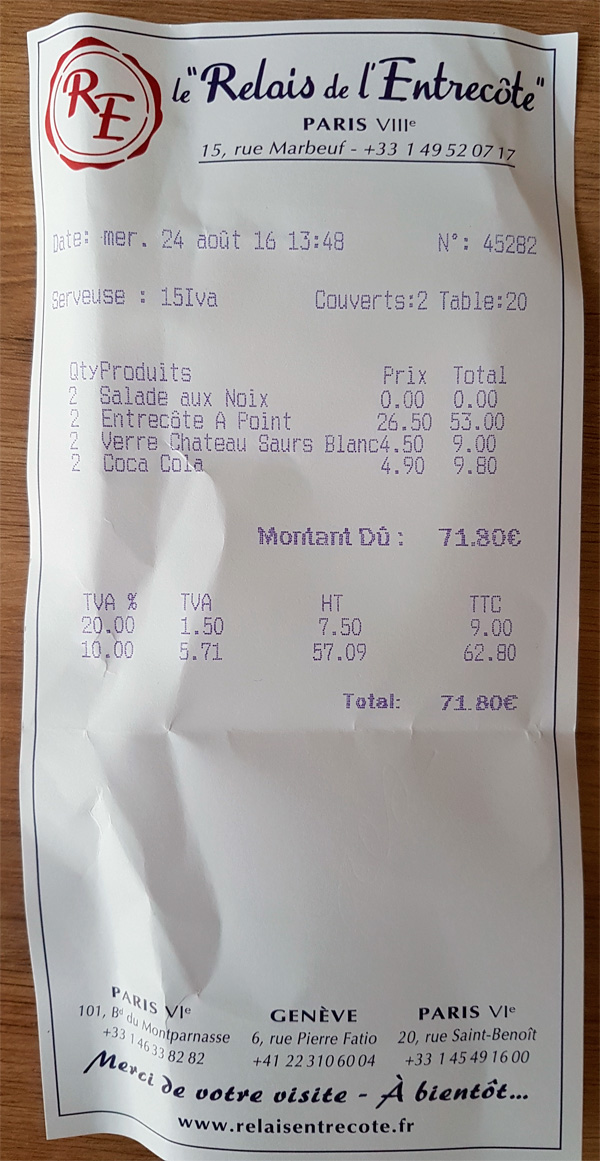 RE
le "Relais de l'Entrecôte"
PARIS VIIIe
15, rue Marbeuf - +33 1 49 52 07 17
Date: mer. 24 août 16 13:48 N°: 45282
Serveuse : 15Iva Couverts:2 Table:20
QtyProduits Prix Total
2 Salade aux Noix 0.00 0.00
2 Entrecôte A Point 26.50 53.00
2 Verre Chateau Saurs Blanc4.50 9.00
2 Coca Cola 4.90 9.80
Montant Dû : 71.80€
TVA % TVA HT TTC
20.00 1.50 7.50 9.00
10.00 5.71 57.09 62.80
Total: 71.80€
PARIS VIe
101, Bd du Montparnasse
+33 1 46 33 82 82
GENÈVE
6, rue Pierre Fatio
+41 22 310 60 04
PARIS VIe
20, rue Saint-Benoît
+33 1 45 49 16 00
Merci de votre visite - À bientôt...
www.relaisentrecote.fr